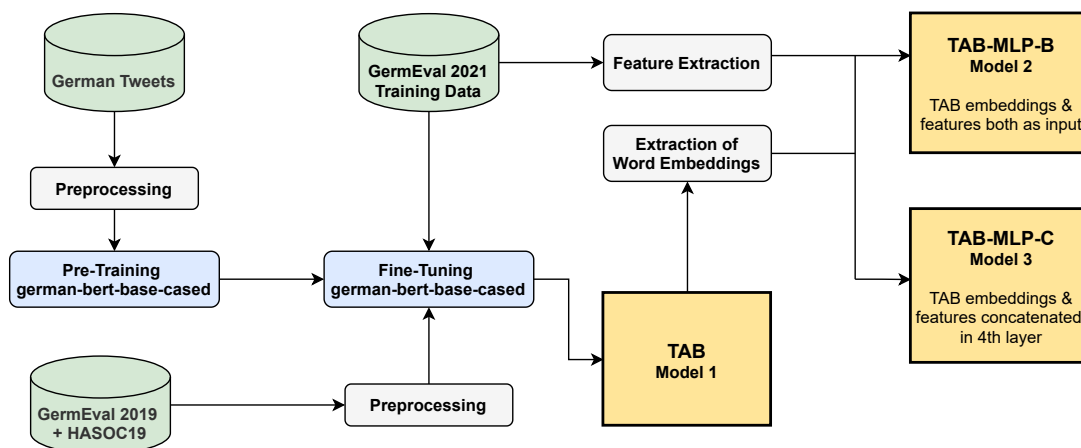 German Tweets
GermEval 2021
Training Data
Feature Extraction
TAB-MLP-B
Model 2
TAB embeddings &
features both as input
Extraction of
Word Embeddings
Preprocessing
Pre-Training
german-bert-base-cased
Fine-Tuning
german-bert-base-cased
TAB-MLP-C
Model 3
TAB embeddings &
features concatenated
in 4th layer
TAB
Model 1
GermEval 2019
+ HASOC19
Preprocessing